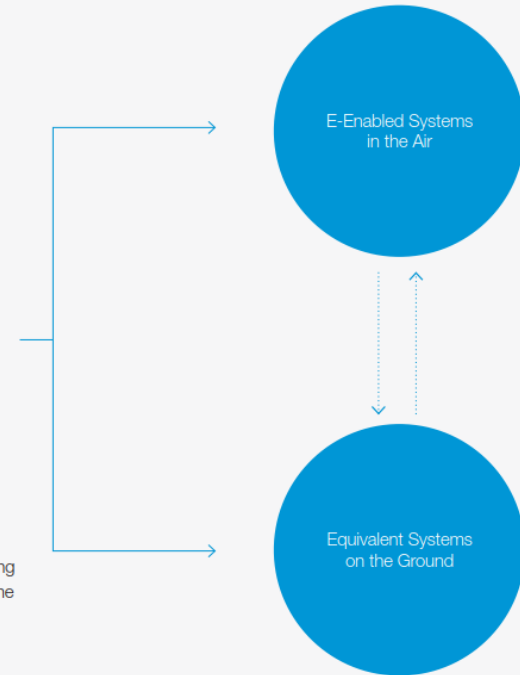 E-Enabled Systems
in the Air
Equivalent Systems
on the Ground